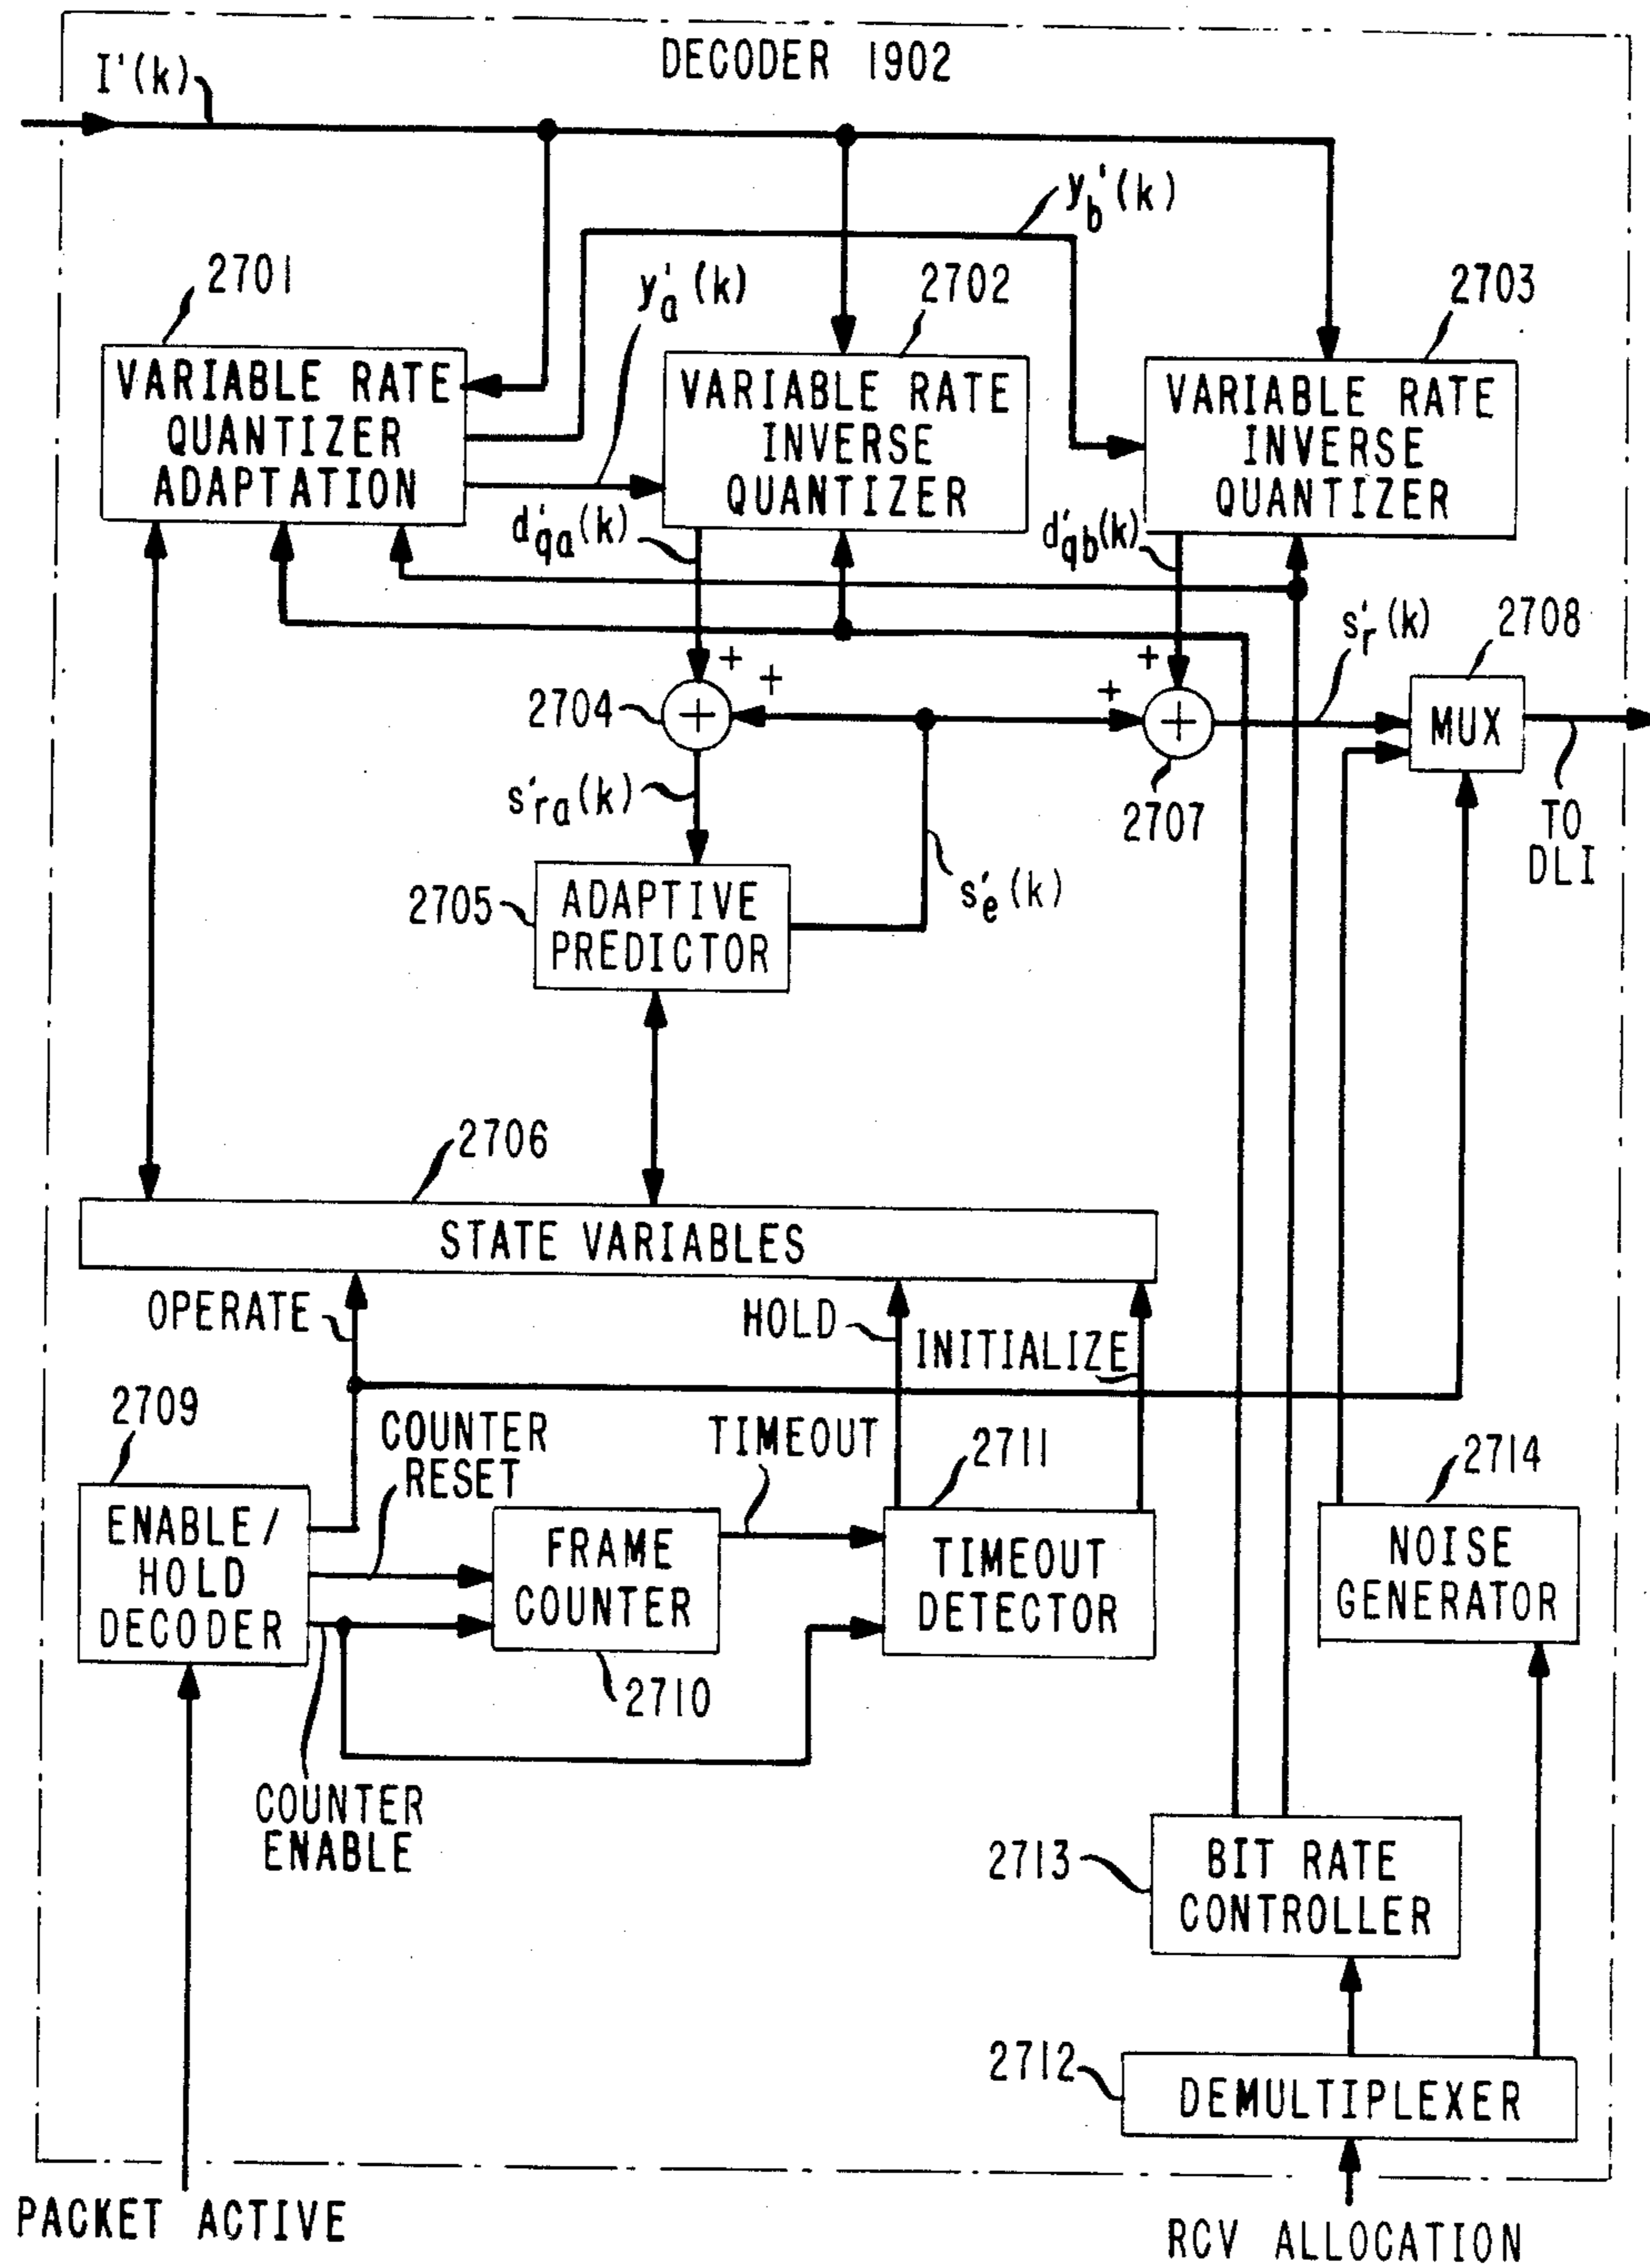 DECODER 1902
I'(k)
y'b(k)
2701
y'a(k)
2702
2703
VARIABLE RATE
QUANTIZER
ADAPTATION
VARIABLE RATE
INVERSE
QUANTIZER
VARIABLE RATE
INVERSE
QUANTIZER
d'qa(k)
d'qb(k)
s'r(k)
2708
+
+
+
+
2704
+
+
MUX
s'ra(k)
2707
TO
DLI
2705
ADAPTIVE
PREDICTOR
s'e(k)
2706
STATE VARIABLES
OPERATE
HOLD
INITIALIZE
2709
COUNTER
RESET
TIMEOUT
2711
2714
ENABLE/
HOLD
DECODER
FRAME
COUNTER
TIMEOUT
DETECTOR
NOISE
GENERATOR
2710
COUNTER
ENABLE
2713
BIT RATE
CONTROLLER
2712
DEMULTIPLEXER
PACKET ACTIVE
RCV ALLOCATION